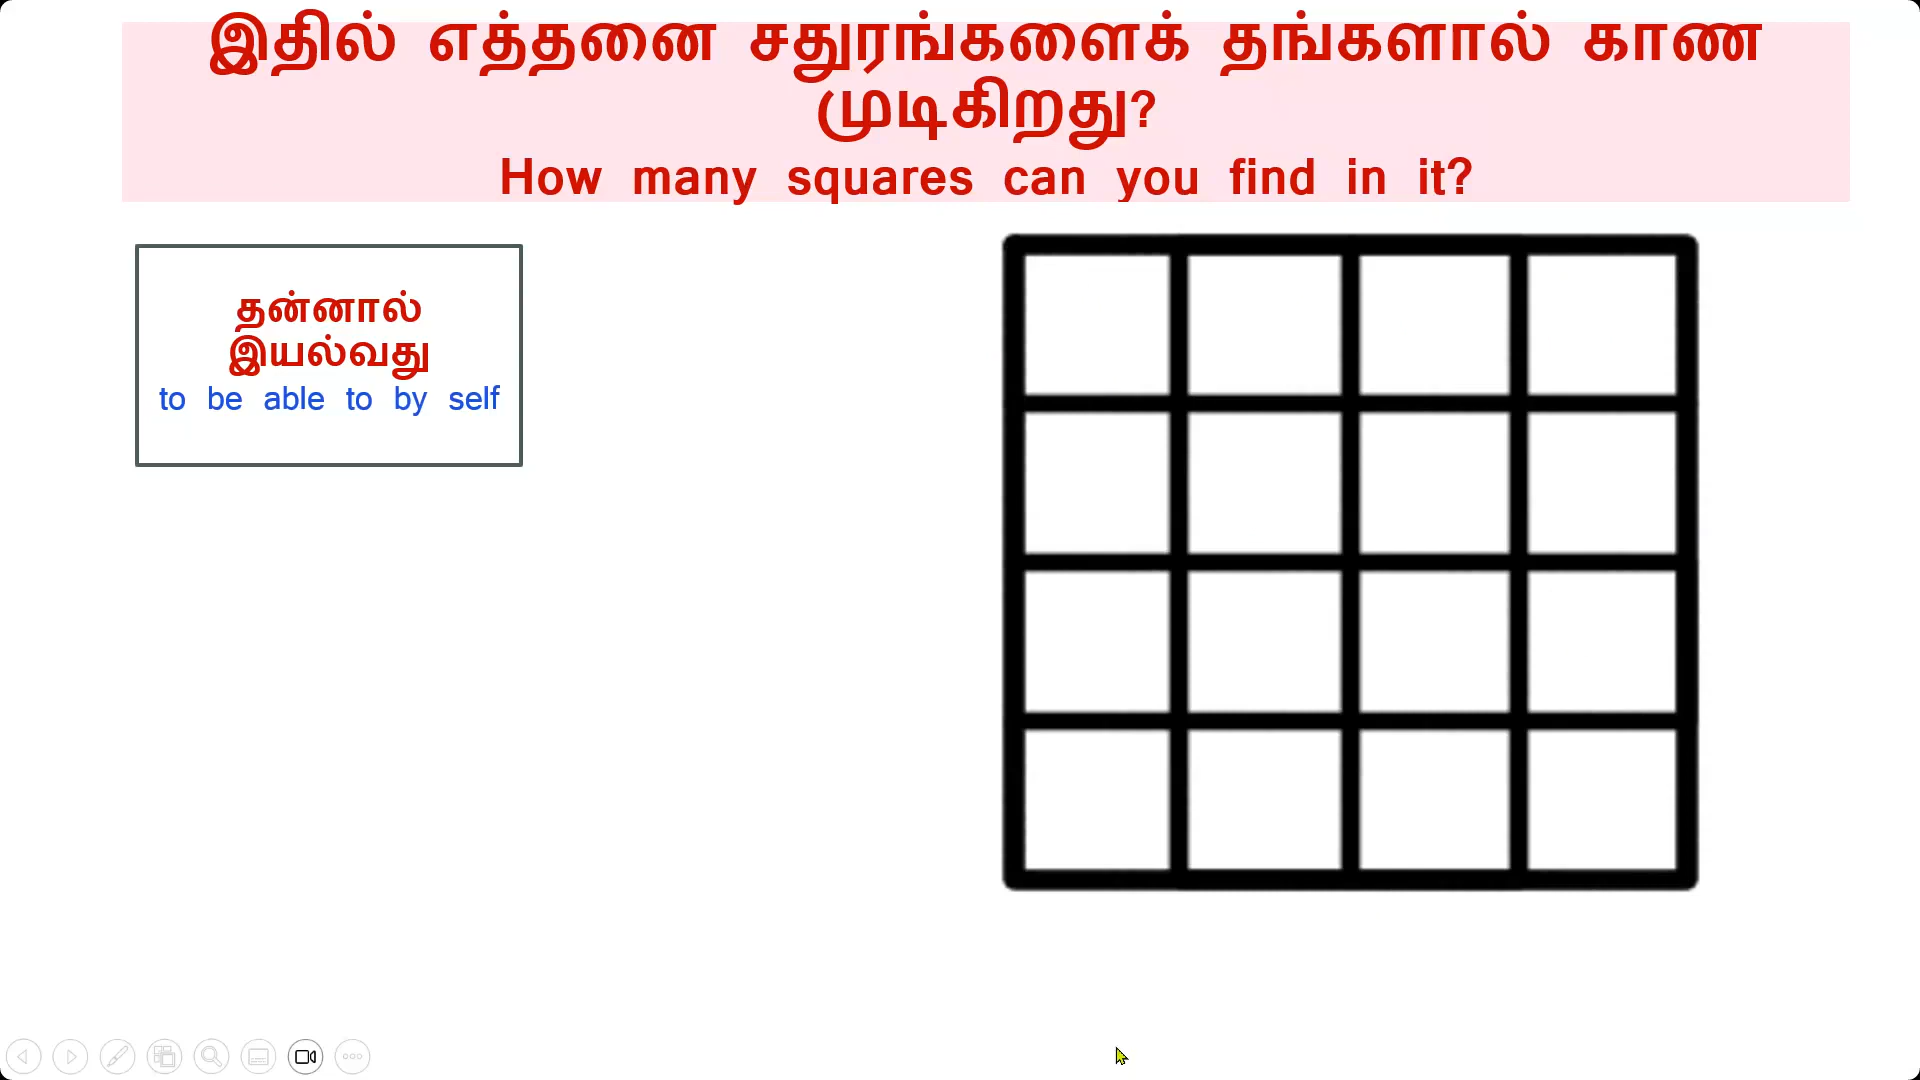 இதில் எத்தனை சதுரங்களைக் தங்களால் காண
முடிகிறது?
How many squares can you find in it?
தன்னால்
இயல்வது
to be able to by self